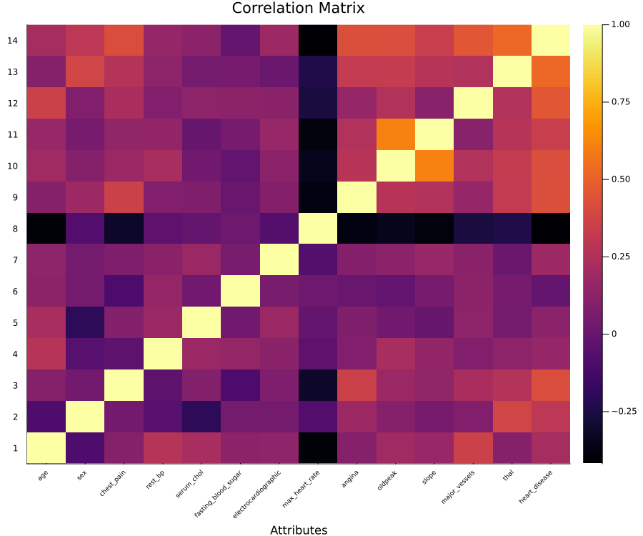 Correlation Matrix
14
13
12
11
10
9
8
7
6
5
4
3
2
1
age
sex
chest_pain
rest_bp
serum_chol
fasting_blood_sugar
electrocardiographic
max_heart_rate
angina
oldpeak
slope
major_vessels
thal
heart_disease
Attributes
1.00
0.75
0.50
0.25
0
−0.25